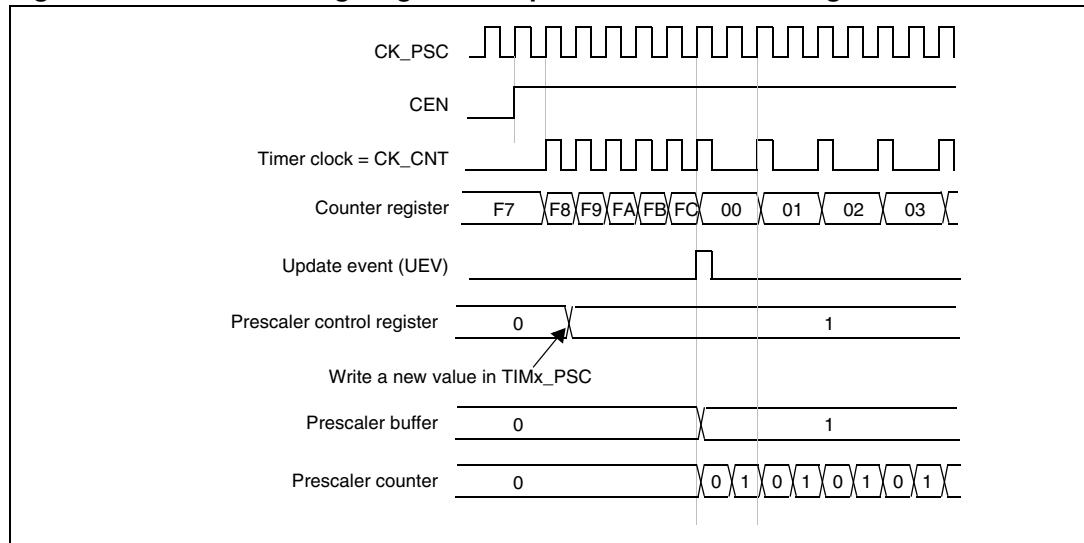 CK_PSC
CEN
Timer clock = CK_CNT
Counter register F7 F8 F9 FA FB FC 00 01 02 03
Update event (UEV)
Prescaler control register 0 1
Write a new value in TIMx_PSC
Prescaler buffer 0 1
Prescaler counter 0 0 1 0 1 0 1 0 1